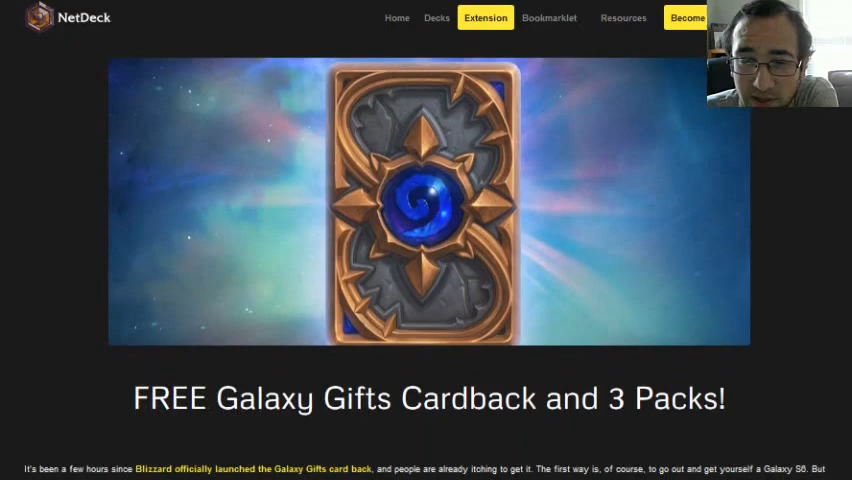 NetDeck
Home Decks Extension Bookmarklet Resources Become
FREE Galaxy Gifts Cardback and 3 Packs!
It's been a few hours since Blizzard officially launched the Galaxy Gifts card back, and people are already itching to get it. The first way is, of course, to go out and get yourself a Galaxy S6. But